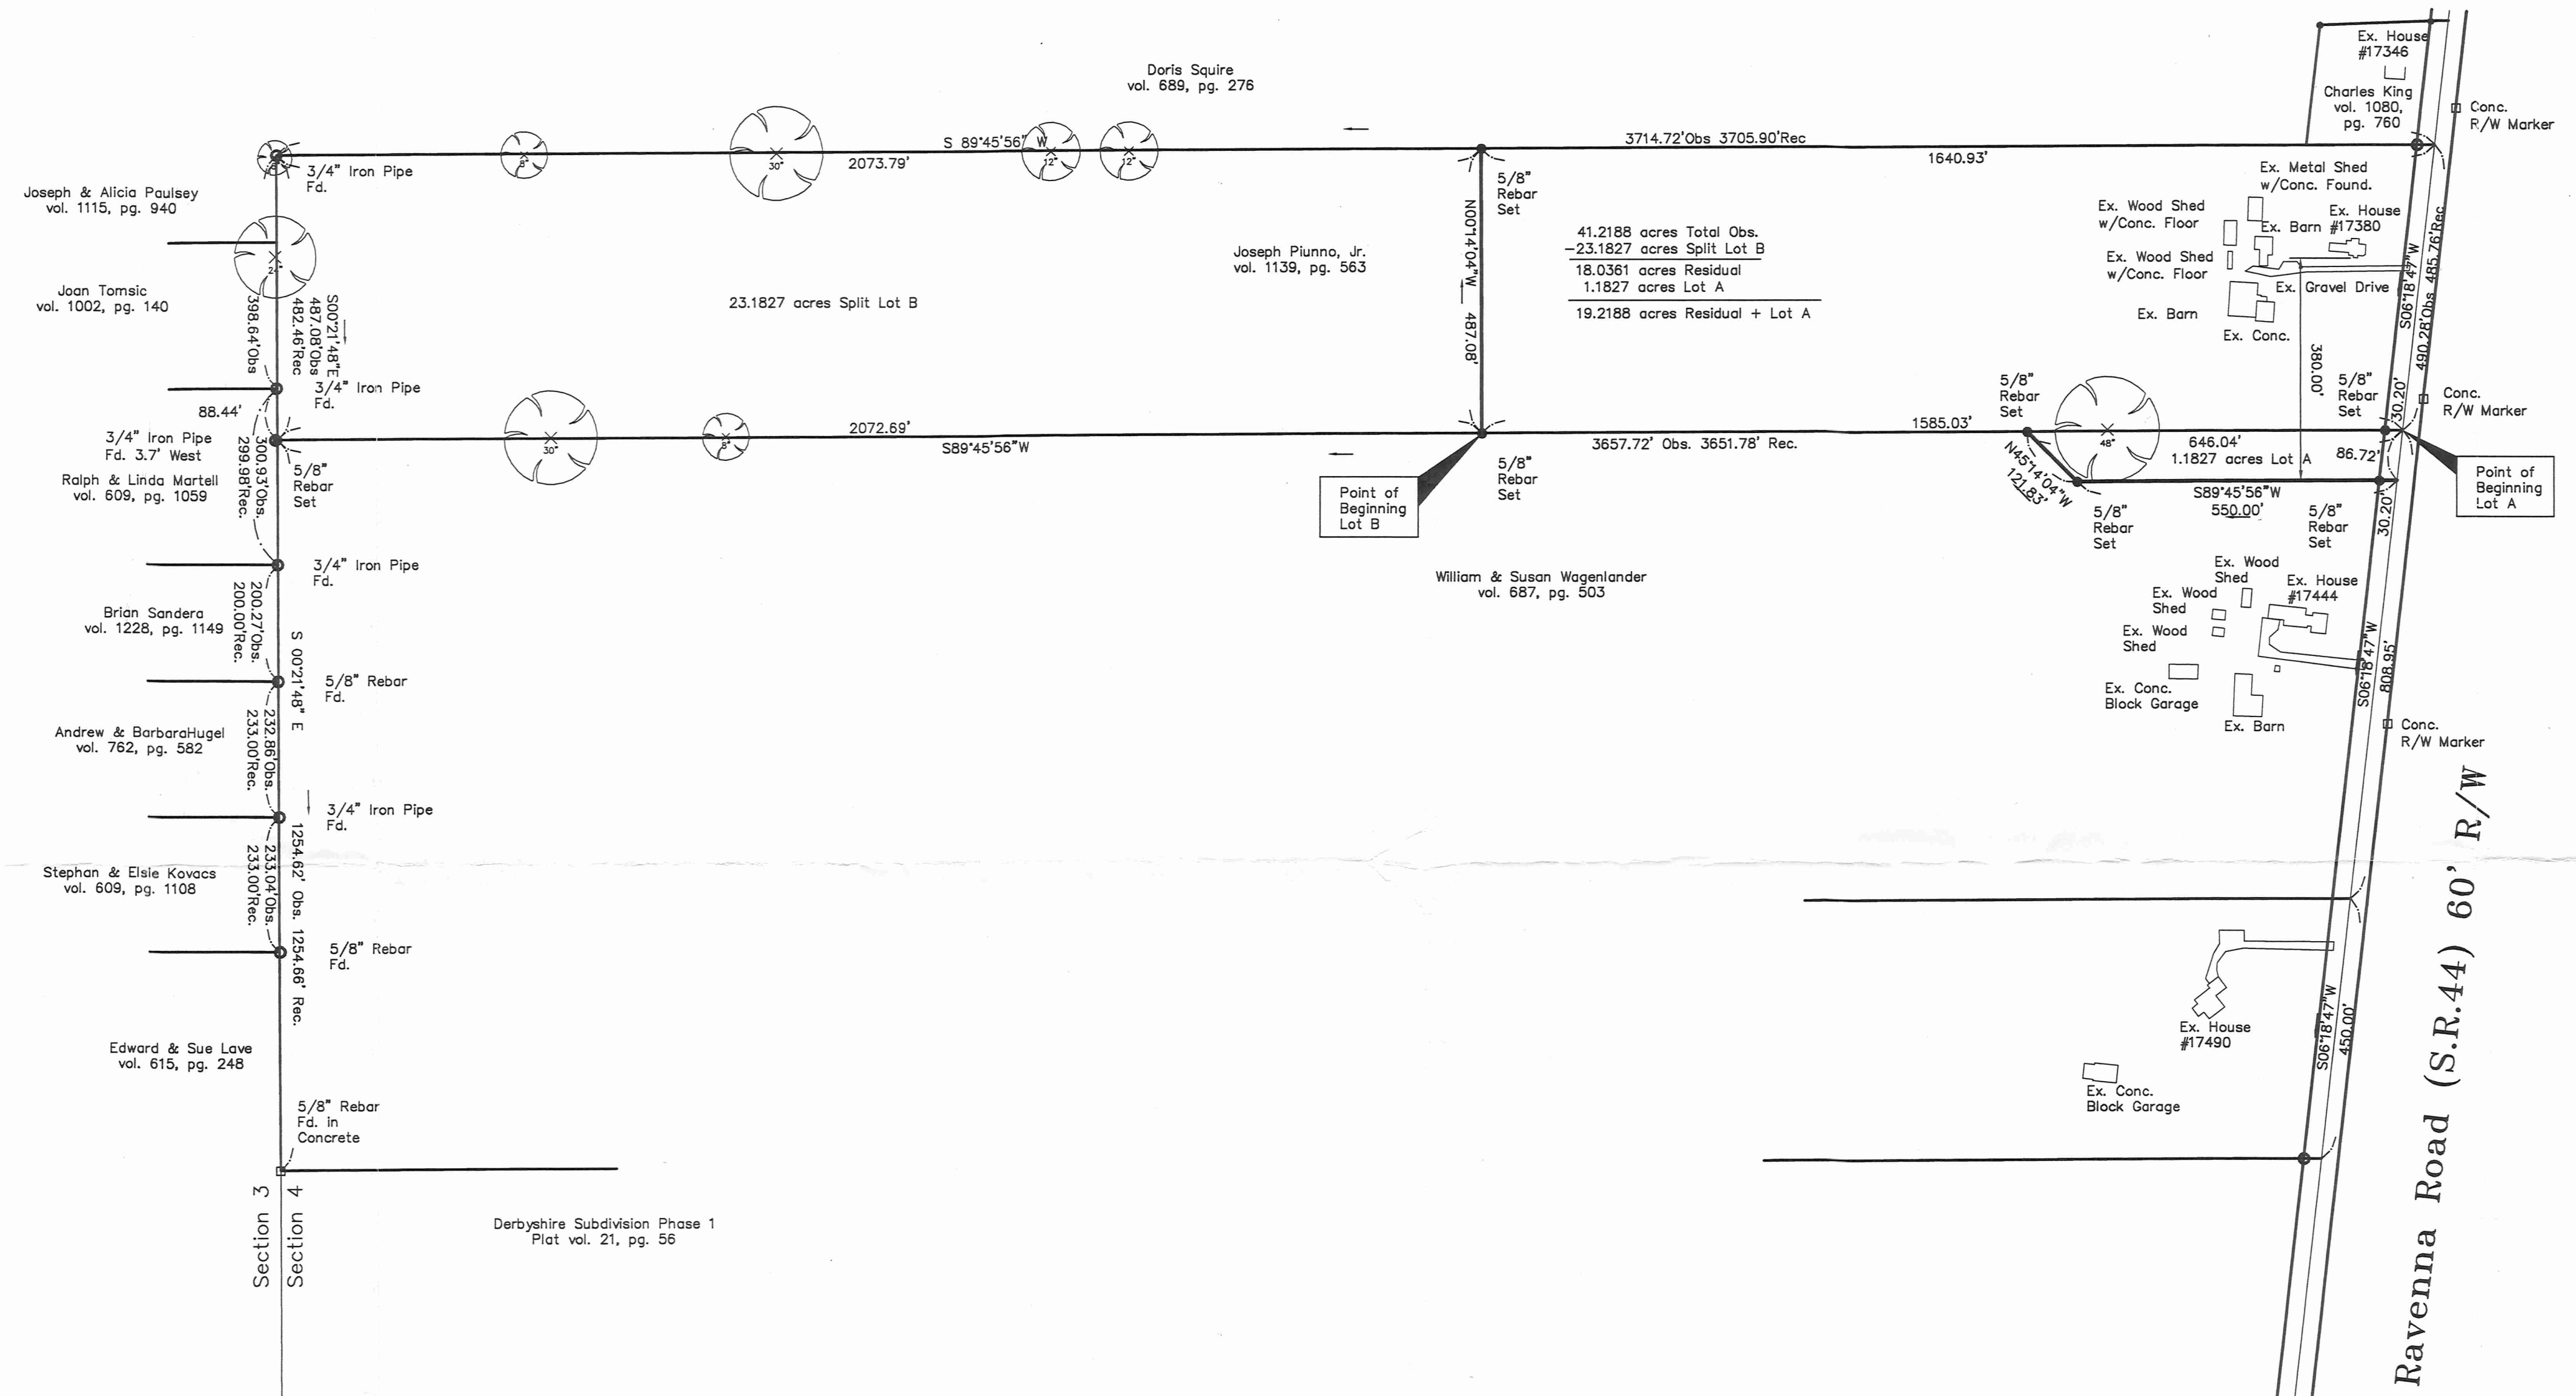 Doris Squire
vol. 689, pg. 276
Ex. House
#17346
Charles King
vol. 1080,
pg. 760
Conc.
R/W Marker
S 89°45'56" W
2073.79'
3714.72'Obs 3705.90'Rec
1640.93'
8"
30"
12"
12"
3/4" Iron Pipe
Fd.
5/8"
Rebar
Set
Joseph & Alicia Paulsey
vol. 1115, pg. 940
24"
Joan Tomsic
vol. 1002, pg. 140
398.64'Obs
S00°21'48"E
487.08'Obs
482.46'Rec
23.1827 acres Split Lot B
Joseph Piunno, Jr.
vol. 1139, pg. 563
N00°14'04"W 487.08'
41.2188 acres Total Obs.
-23.1827 acres Split Lot B
18.0361 acres Residual
1.1827 acres Lot A
19.2188 acres Residual + Lot A
Ex. Metal Shed
w/Conc. Found.
Ex. Wood Shed
w/Conc. Floor
Ex. House
#17380
Ex. Barn
Ex. Wood Shed
w/Conc. Floor
Ex. Gravel Drive
Ex. Barn
Ex. Conc.
S06°18'47"W
490.28'Obs 485.76'Rec
380.00'
30.20'
3/4" Iron Pipe
Fd.
88.44'
3/4" Iron Pipe
Fd. 3.7' West
5/8"
Rebar
Set
Ralph & Linda Martell
vol. 609, pg. 1059
300.93'Obs.
299.98'Rec.
30"
8"
2072.69'
S89°45'56"W
Point of
Beginning
Lot B
5/8"
Rebar
Set
3657.72' Obs. 3651.78' Rec.
1585.03'
5/8"
Rebar
Set
48"
N45°14'04"W
121.83'
646.04'
1.1827 acres Lot A
86.72'
5/8"
Rebar
Set
Conc.
R/W Marker
Point of
Beginning
Lot A
S89°45'56"W
550.00'
5/8"
Rebar
Set
5/8"
Rebar
Set
30.20'
3/4" Iron Pipe
Fd.
William & Susan Wagenlander
vol. 687, pg. 503
Brian Sandera
vol. 1228, pg. 1149
200.27'Obs.
200.00'Rec.
S 00°21'48" E
1254.62' Obs. 1254.66' Rec.
5/8" Rebar
Fd.
Andrew & BarbaraHugel
vol. 762, pg. 582
232.86'Obs.
233.00'Rec.
3/4" Iron Pipe
Fd.
Stephan & Elsie Kovacs
vol. 609, pg. 1108
233.04'Obs.
233.00'Rec.
5/8" Rebar
Fd.
Edward & Sue Lave
vol. 615, pg. 248
5/8" Rebar
Fd. in
Concrete
Section 3
Section 4
Derbyshire Subdivision Phase 1
Plat vol. 21, pg. 56
Ex. Wood
Shed
Ex. House
#17444
Ex. Wood
Shed
Ex. Wood
Shed
Ex. Conc.
Block Garage
Ex. Barn
S06°18'47"W
808.95'
Conc.
R/W Marker
Ex. House
#17490
Ex. Conc.
Block Garage
S06°18'47"W
450.00'
Ravenna Road (S.R.44) 60' R/W